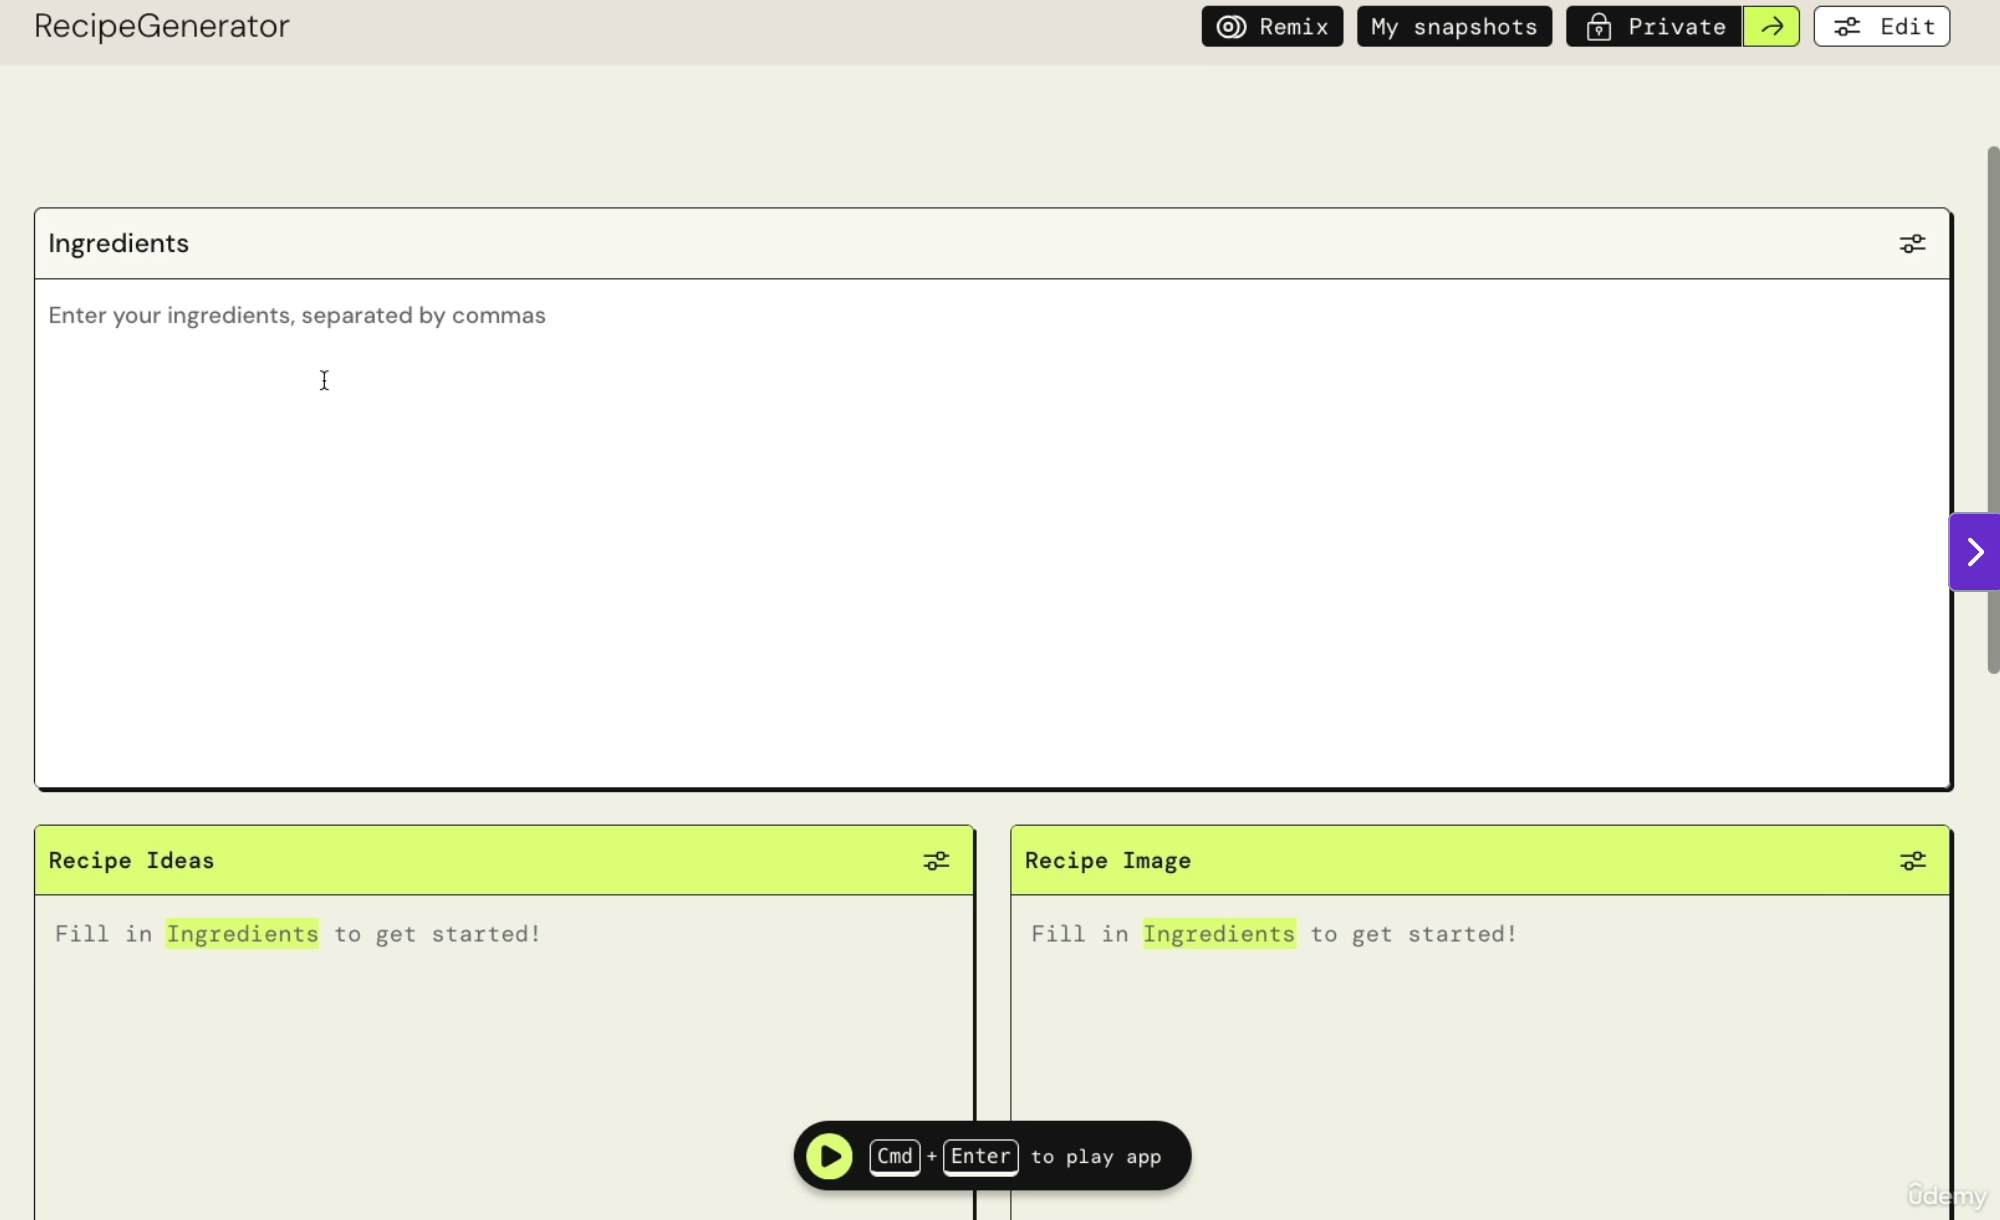 RecipeGenerator
Remix
My snapshots
Private
Edit
Ingredients
Enter your ingredients, separated by commas
Recipe Ideas
Recipe Image
Fill in Ingredients to get started!
Fill in Ingredients to get started!
Cmd + Enter to play app
ûdemy